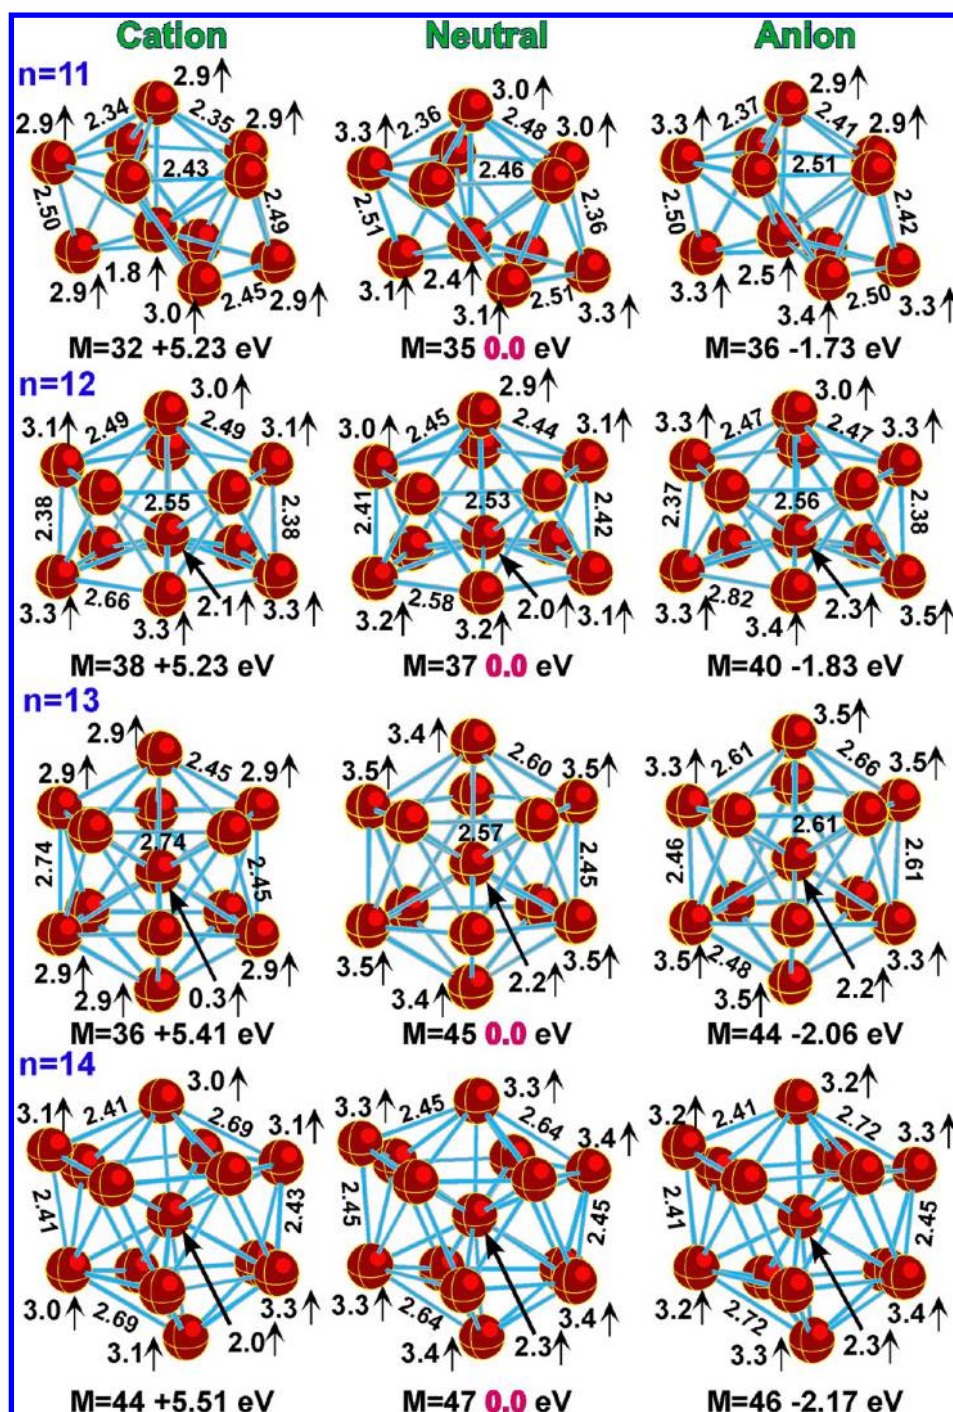 Cation Neutral Anion
n=11
2.9↑ 3.0↑ 2.9↑
2.9↑ 2.34 2.35 2.9↑ 3.3↑ 2.36 2.48 3.0↑ 3.3↑ 2.37 2.41 2.9↑
2.43 2.46 2.51
2.50 2.49 2.51 2.36 2.50 2.42
2.9↑ 1.8↑ 2.45 2.9↑ 3.1↑ 2.4↑ 2.51 3.3↑ 3.3↑ 2.5↑ 2.50 3.3↑
3.0↑ 3.1↑ 3.4↑
M=32 +5.23 eV M=35 0.0 eV M=36 -1.73 eV
n=12
3.0↑ 2.9↑ 3.0↑
3.1↑ 2.49 2.49 3.1↑ 3.0↑ 2.45 2.44 3.1↑ 3.3↑ 2.47 2.47 3.3↑
2.38 2.55 2.38 2.41 2.53 2.42 2.37 2.56 2.38
3.3↑ 2.66 2.1↑ 3.3↑ 3.2↑ 2.58 2.0↑ 3.1↑ 3.3↑ 2.82 2.3↑ 3.5↑
3.3↑ 3.2↑ 3.4↑
M=38 +5.23 eV M=37 0.0 eV M=40 -1.83 eV
n=13
2.9↑ 3.4↑ 3.5↑
2.9↑ 2.45 2.9↑ 3.5↑ 2.60 3.5↑ 3.3↑ 2.61 2.66 3.5↑
2.74 2.74 2.45 2.57 2.45 2.46 2.61 2.61
2.9↑ 2.9↑ 3.5↑ 3.5↑ 3.5↑ 2.48 3.3↑
2.9↑ 0.3↑ 3.4↑ 2.2↑ 3.5↑ 2.2↑
M=36 +5.41 eV M=45 0.0 eV M=44 -2.06 eV
n=14
3.0↑ 3.3↑ 3.2↑
3.1↑ 2.41 2.69 3.1↑ 3.3↑ 2.45 2.64 3.4↑ 3.2↑ 2.41 2.72 3.3↑
2.41 2.43 2.45 2.45 2.41 2.45
3.0↑ 2.69 3.3↑ 3.3↑ 2.64 3.4↑ 3.2↑ 2.72 3.4↑
3.1↑ 2.0↑ 3.4↑ 2.3↑ 3.3↑ 2.3↑
M=44 +5.51 eV M=47 0.0 eV M=46 -2.17 eV